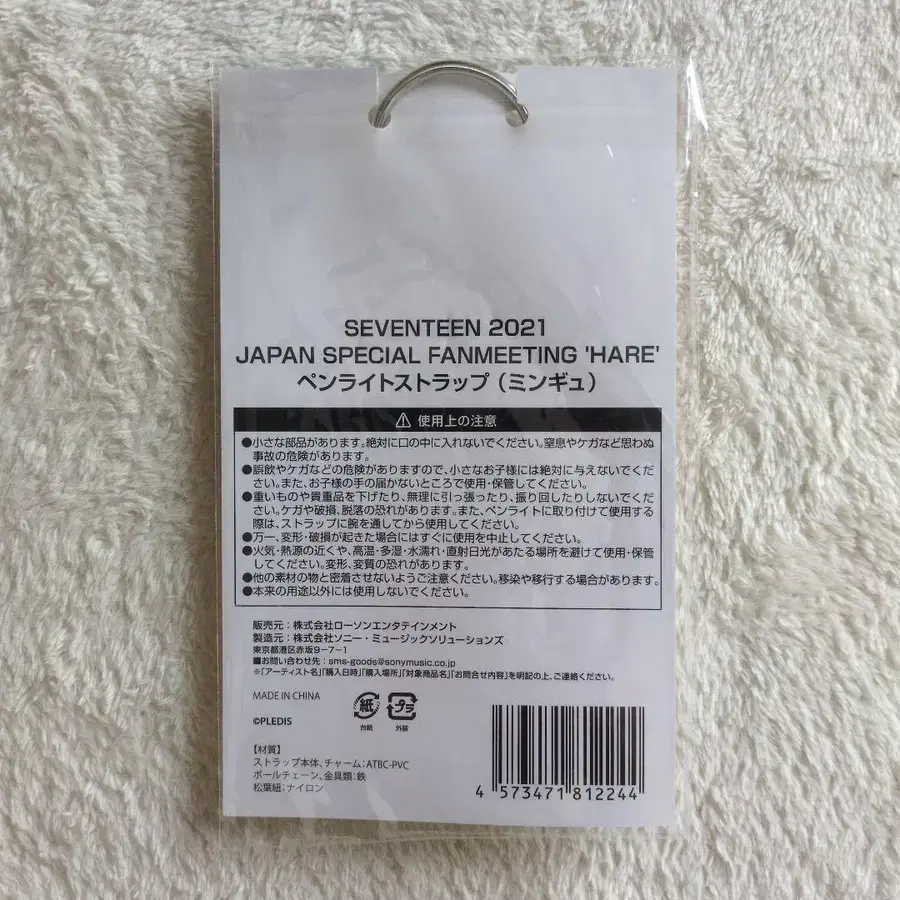 SEVENTEEN 2021
JAPAN SPECIAL FANMEETING 'HARE'
ペンライトストラップ（ミンギュ）
⚠ 使用上の注意
●小さな部品があります。絶対に口の中に入れないでください。窒息やケガなど思わぬ
事故の危険があります。
●誤飲やケガなどの危険がありますので、小さなお子様には絶対に与えないでくだ
さい。また、お子様の手の届かないところで使用・保管してください。
●重いものや貴重品を下げたり、無理に引っ張ったり、振り回したりしないでくだ
さい。ケガや破損、脱落の恐れがあります。また、ペンライトに取り付けて使用する
際は、ストラップに腕を通してから使用してください。
●万一、変形・破損が起きた場合にはすぐに使用を中止してください。
●火気・熱源の近くや、高温・多湿・水濡れ・直射日光があたる場所を避けて使用・保管
してください。変形、変質の恐れがあります。
●他の素材の物と密着させないようご注意ください。移染や移行する場合があります。
●本来の用途以外には使用しないでください。
販売元：株式会社ローソンエンタテインメント
製造元：株式会社ソニー・ミュージックソリューションズ
東京都港区赤坂9-7-1
■お問い合わせ先：sms-goods@sonymusic.co.jp
※「アーティスト名」「購入日時」「購入場所」「対象商品名」「お問合せ内容」を明記の上、ご連絡ください。
MADE IN CHINA
©PLEDIS
紙 プラ
台紙 外装
【材質】
ストラップ本体、チャーム：ATBC-PVC
ボールチェーン、金具類：鉄
松葉紐：ナイロン
4 573471 812244